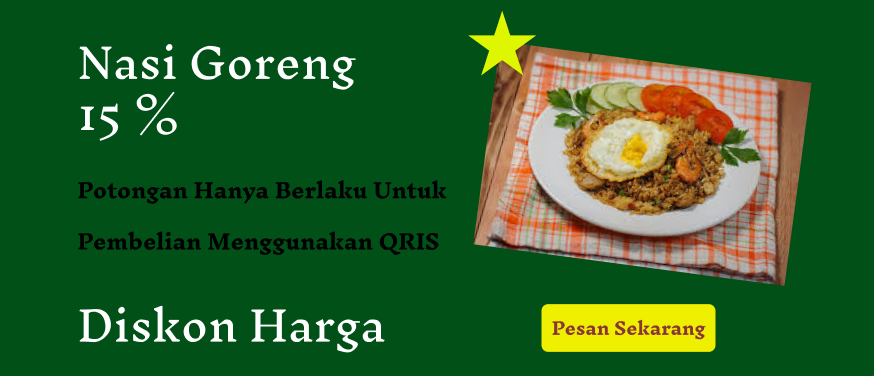 Nasi Goreng
15 %
Potongan Hanya Berlaku Untuk
Pembelian Menggunakan QRIS
Diskon Harga
Pesan Sekarang